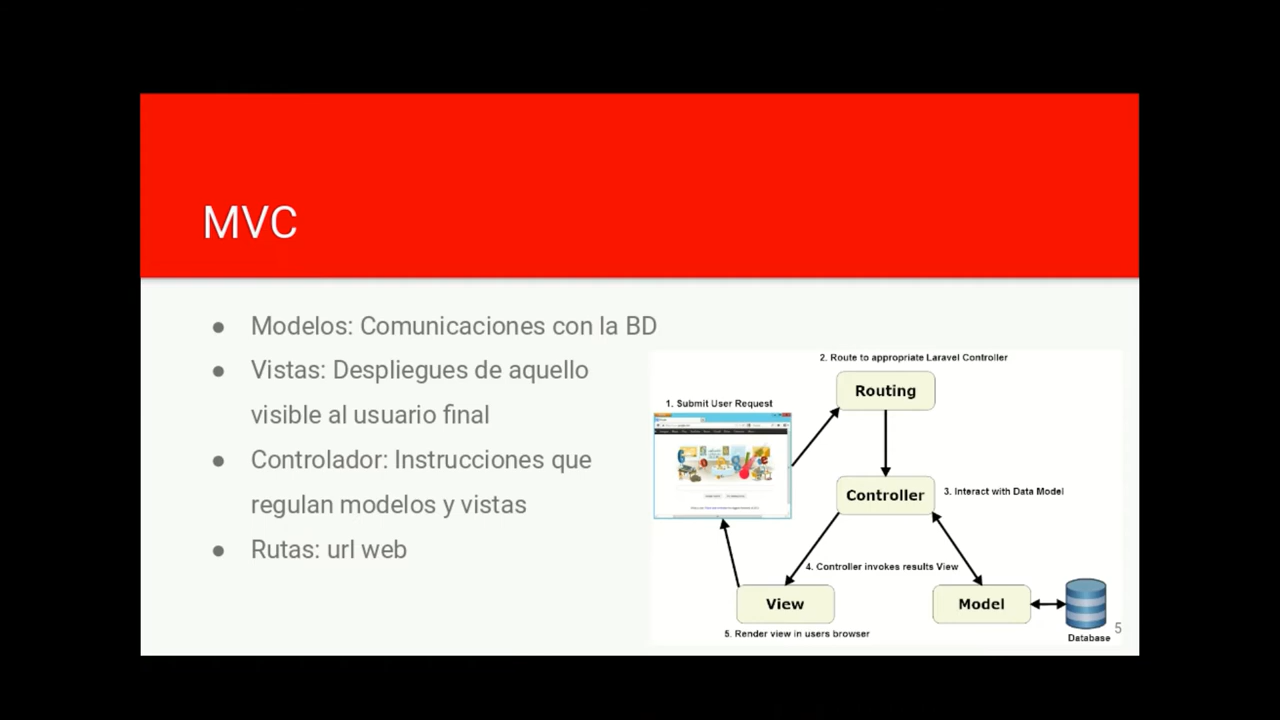 MVC
● Modelos: Comunicaciones con la BD
● Vistas: Despliegues de aquello
visible al usuario final
● Controlador: Instrucciones que
regulan modelos y vistas
● Rutas: url web
2. Route to appropriate Laravel Controller
Routing
1. Submit User Request
Controller
3. Interact with Data Model
4. Controller invokes results View
View
Model
5. Render view in users browser
Database
5